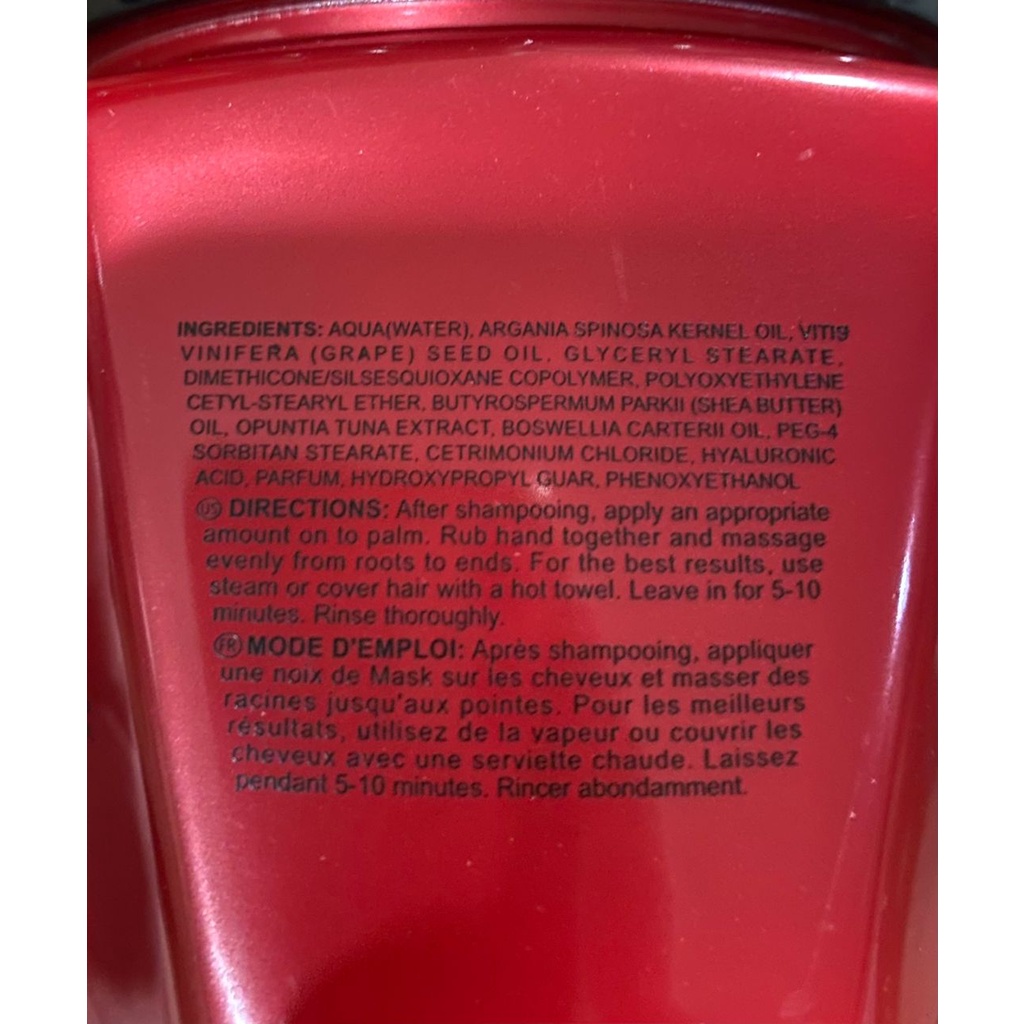 INGREDIENTS: AQUA(WATER), ARGANIA SPINOSA KERNEL OIL, VITIS
VINIFERA (GRAPE) SEED OIL, GLYCERYL STEARATE,
DIMETHICONE/SILSESQUIOXANE COPOLYMER, POLYOXYETHYLENE
CETYL-STEARYL ETHER, BUTYROSPERMUM PARKII (SHEA BUTTER)
OIL, OPUNTIA TUNA EXTRACT, BOSWELLIA CARTERII OIL, PEG-4
SORBITAN STEARATE, CETRIMONIUM CHLORIDE, HYALURONIC
ACID, PARFUM, HYDROXYPROPYL GUAR, PHENOXYETHANOL
US DIRECTIONS: After shampooing, apply an appropriate
amount on to palm. Rub hand together and massage
evenly from roots to ends. For the best results, use
steam or cover hair with a hot towel. Leave in for 5-10
minutes. Rinse thoroughly.
FR MODE D'EMPLOI: Après shampooing, appliquer
une noix de Mask sur les cheveux et masser des
racines jusqu'aux pointes. Pour les meilleurs
résultats, utilisez de la vapeur ou couvrir les
cheveux avec une serviette chaude. Laissez
pendant 5-10 minutes. Rincer abondamment.